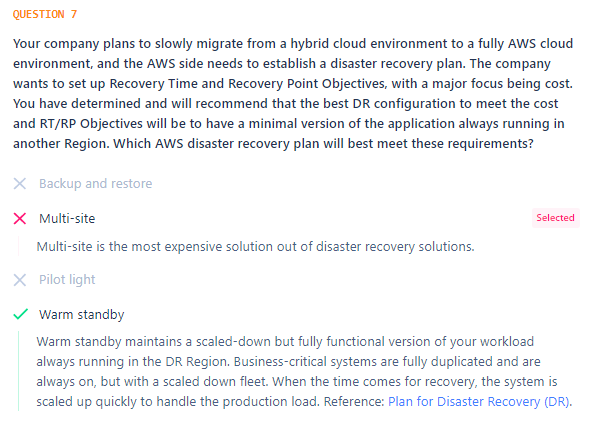 QUESTION 7
Your company plans to slowly migrate from a hybrid cloud environment to a fully AWS cloud
environment, and the AWS side needs to establish a disaster recovery plan. The company
wants to set up Recovery Time and Recovery Point Objectives, with a major focus being cost.
You have determined and will recommend that the best DR configuration to meet the cost
and RT/RP Objectives will be to have a minimal version of the application always running in
another Region. Which AWS disaster recovery plan will best meet these requirements?
Backup and restore
Multi-site
Selected
Multi-site is the most expensive solution out of disaster recovery solutions.
Pilot light
Warm standby
Warm standby maintains a scaled-down but fully functional version of your workload
always running in the DR Region. Business-critical systems are fully duplicated and are
always on, but with a scaled down fleet. When the time comes for recovery, the system is
scaled up quickly to handle the production load. Reference: Plan for Disaster Recovery (DR).